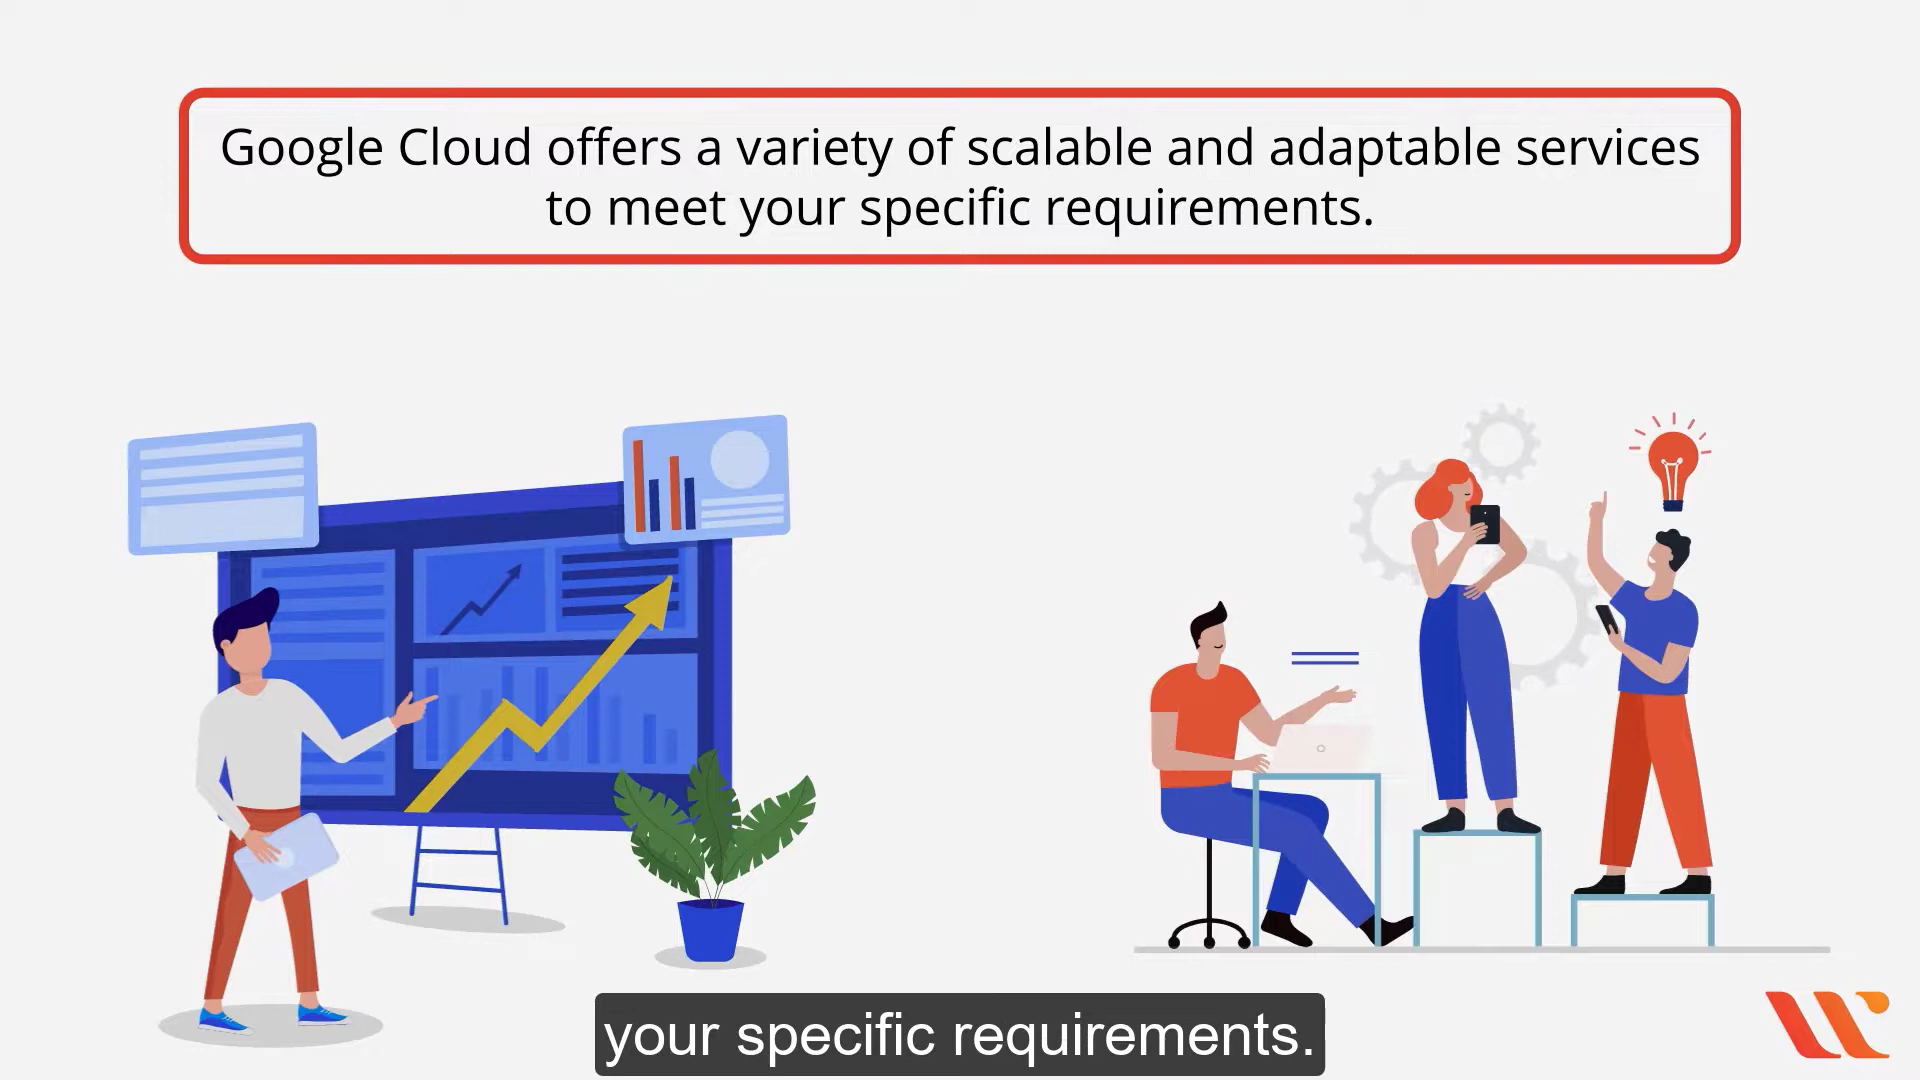 Google Cloud offers a variety of scalable and adaptable services
to meet your specific requirements.
your specific requirements.